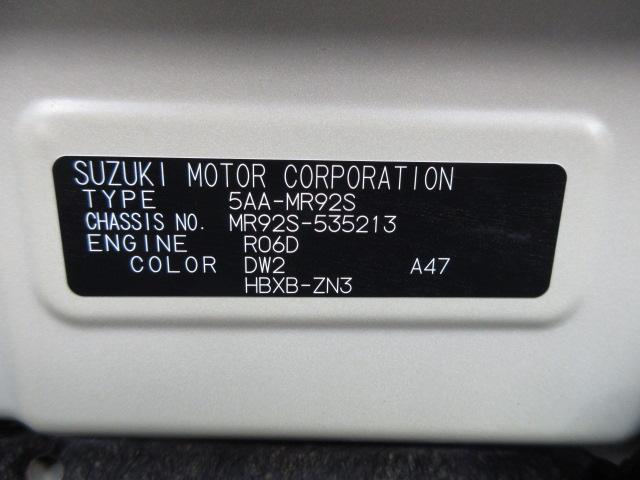 SUZUKI MOTOR CORPORATION
TYPE 5AA-MR92S
CHASSIS NO. MR92S-535213
ENGINE R06D
COLOR DW2 A47
HBXB-ZN3